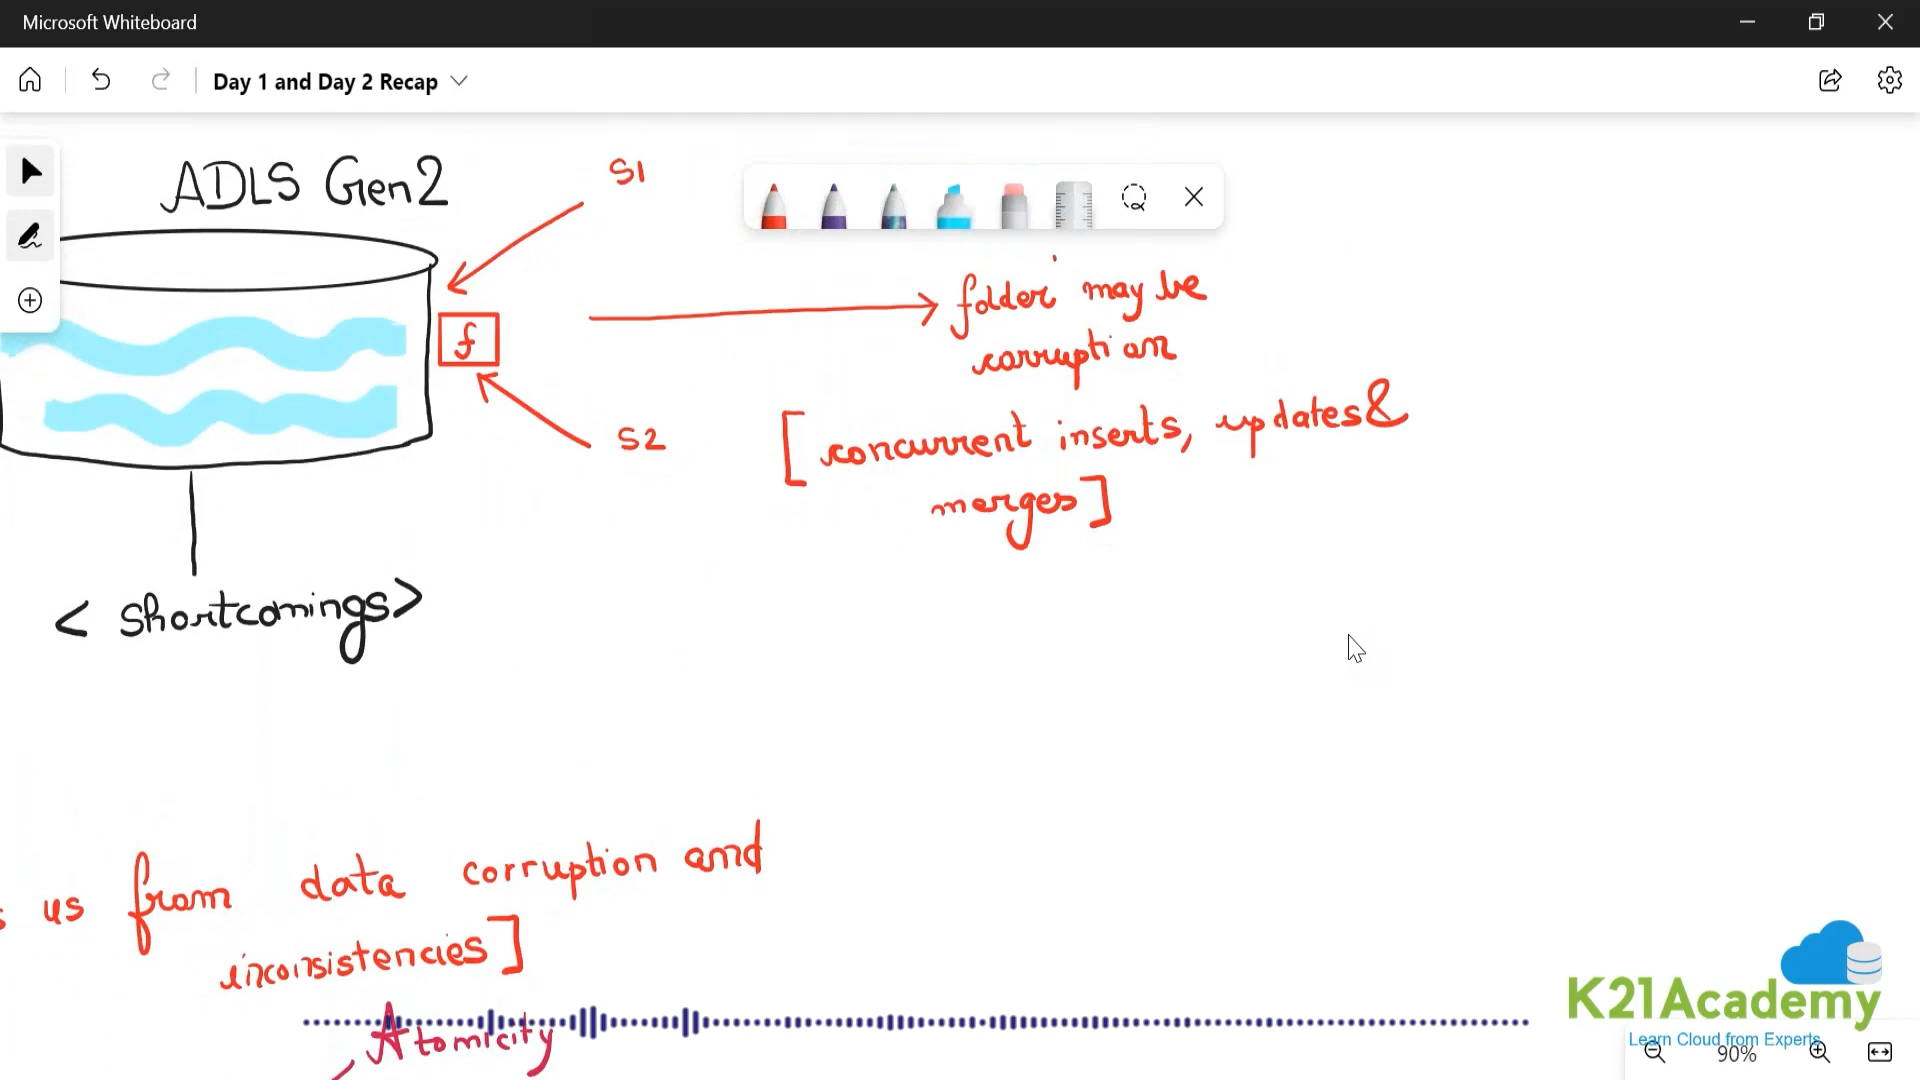 Microsoft Whiteboard
Day 1 and Day 2 Recap
ADLS Gen2
S1
f
S2
folder may be
corruption
[concurrent inserts, updates &
merges]
< shortcomings>
us from data corruption and
inconsistencies]
Atomicity
K21Academy
Learn Cloud from Experts
90%